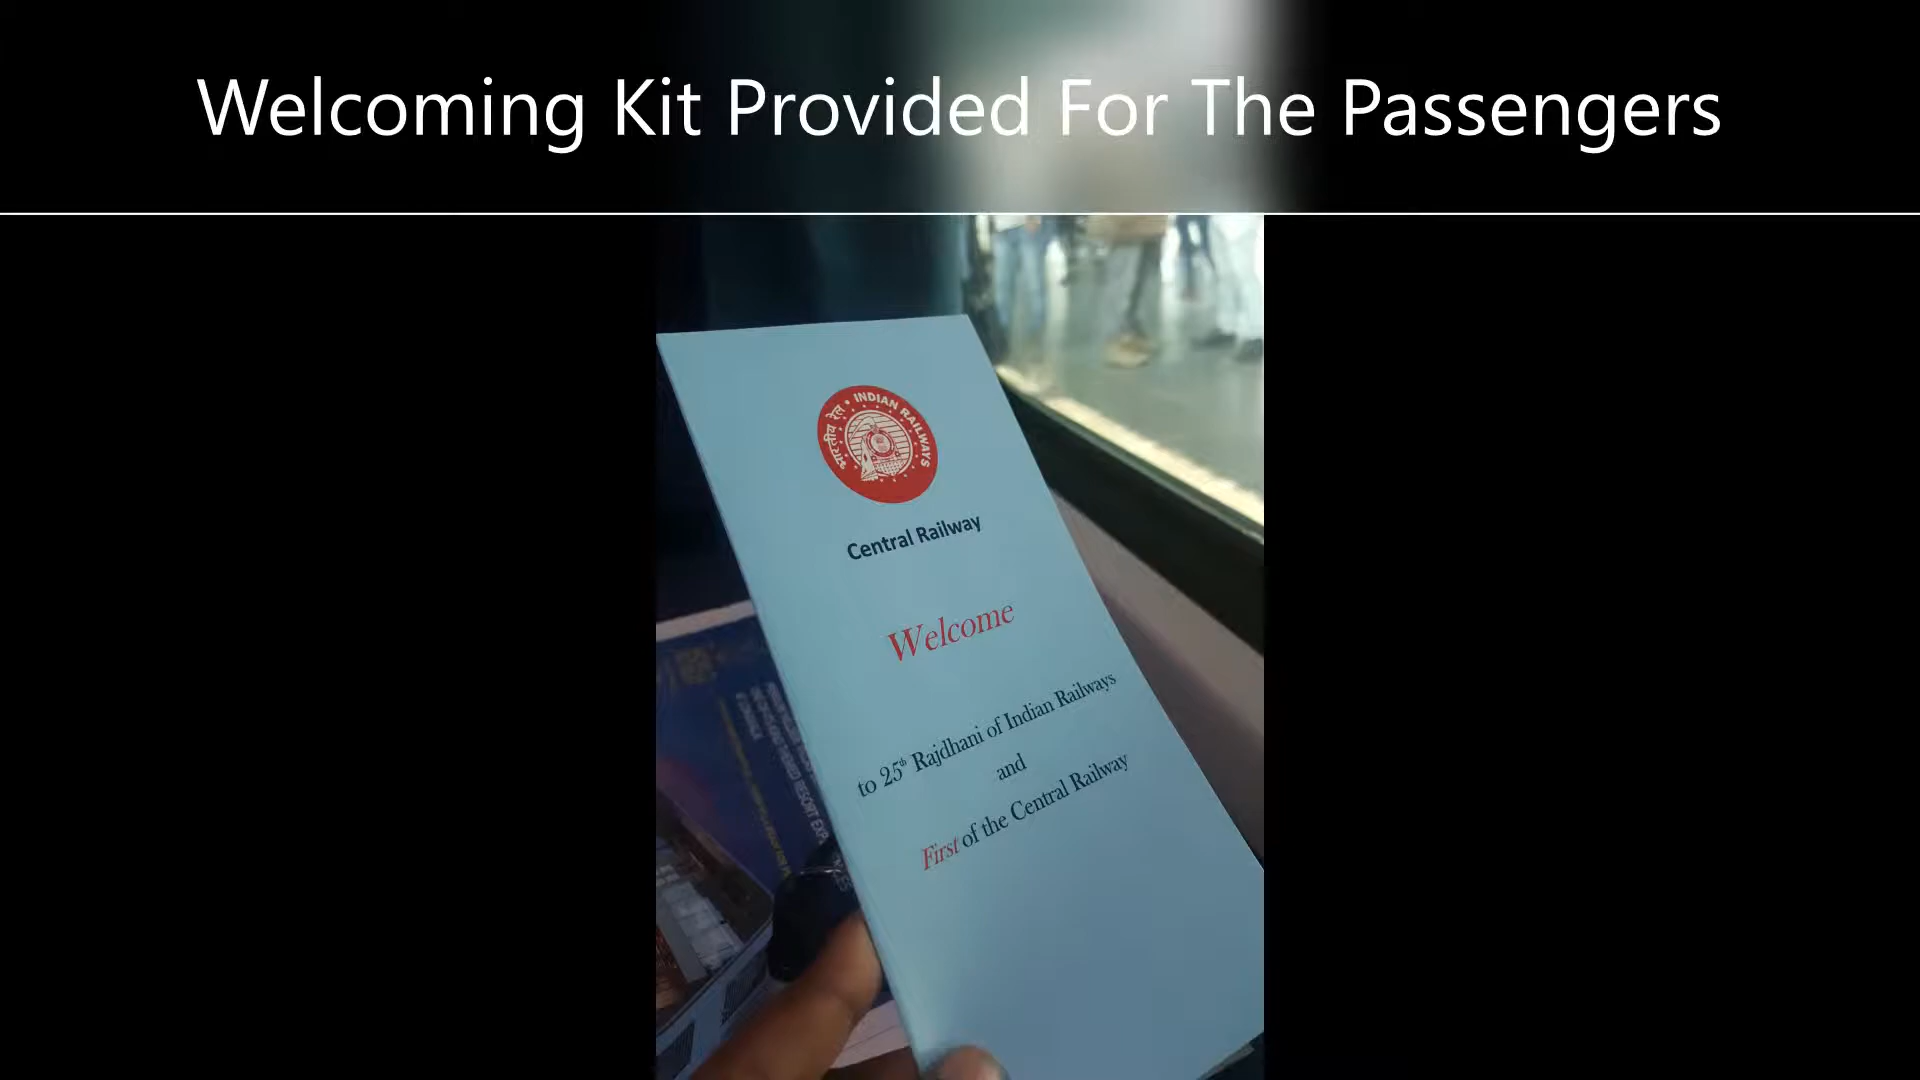 Welcoming Kit Provided For The Passengers
भारतीय रेल • INDIAN RAILWAYS
Central Railway
Welcome
to 25th Rajdhani of Indian Railways
and
First of the Central Railway
RESORT